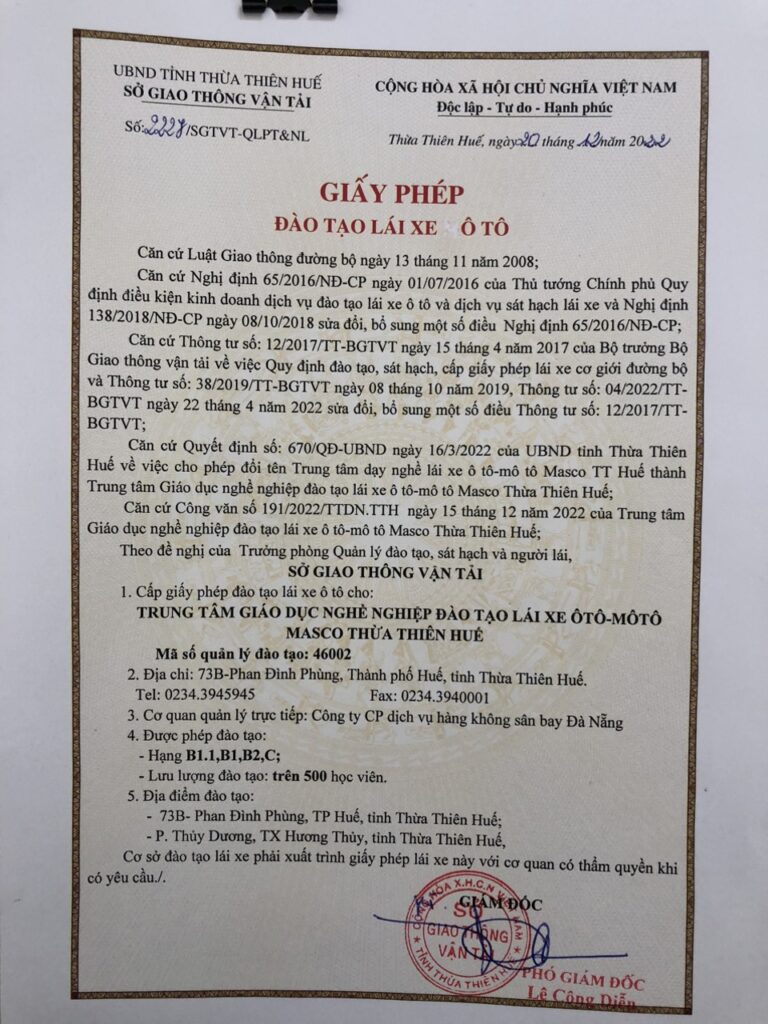 UBND TỈNH THỪA THIÊN HUẾ
SỞ GIAO THÔNG VẬN TẢI
Số: 2228/SGTVT-QLPT&NL
CỘNG HÒA XÃ HỘI CHỦ NGHĨA VIỆT NAM
Độc lập - Tự do - Hạnh phúc
Thừa Thiên Huế, ngày 20 tháng 12 năm 2022
GIẤY PHÉP
ĐÀO TẠO LÁI XE Ô TÔ
Căn cứ Luật Giao thông đường bộ ngày 13 tháng 11 năm 2008;
Căn cứ Nghị định 65/2016/NĐ-CP ngày 01/07/2016 của Thủ tướng Chính phủ Quy
định điều kiện kinh doanh dịch vụ đào tạo lái xe ô tô và dịch vụ sát hạch lái xe và Nghị định
138/2018/NĐ-CP ngày 08/10/2018 sửa đổi, bổ sung một số điều Nghị định 65/2016/NĐ-CP;
Căn cứ Thông tư số: 12/2017/TT-BGTVT ngày 15 tháng 4 năm 2017 của Bộ trưởng Bộ
Giao thông vận tải về việc Quy định đào tạo, sát hạch, cấp giấy phép lái xe cơ giới đường bộ
và Thông tư số: 38/2019/TT-BGTVT ngày 08 tháng 10 năm 2019, Thông tư số: 04/2022/TT-
BGTVT ngày 22 tháng 4 năm 2022 sửa đổi, bổ sung một số điều Thông tư số: 12/2017/TT-
BGTVT;
Căn cứ Quyết định số: 670/QĐ-UBND ngày 16/3/2022 của UBND tỉnh Thừa Thiên
Huế về việc cho phép đổi tên Trung tâm dạy nghề lái xe ô tô-mô tô Masco TT Huế thành
Trung tâm Giáo dục nghề nghiệp đào tạo lái xe ô tô-mô tô Masco Thừa Thiên Huế;
Căn cứ Công văn số 191/2022/TTDN.TTH ngày 15 tháng 12 năm 2022 của Trung tâm
Giáo dục nghề nghiệp đào tạo lái xe ô tô-mô tô Masco Thừa Thiên Huế;
Theo đề nghị của Trưởng phòng Quản lý đào tạo, sát hạch và người lái,
SỞ GIAO THÔNG VẬN TẢI
1. Cấp giấy phép đào tạo lái xe ô tô cho:
TRUNG TÂM GIÁO DỤC NGHỀ NGHIỆP ĐÀO TẠO LÁI XE ÔTÔ-MÔTÔ
MASCO THỪA THIÊN HUẾ
Mã số quản lý đào tạo: 46002
2. Địa chỉ: 73B-Phan Đình Phùng, Thành phố Huế, tỉnh Thừa Thiên Huế.
Tel: 0234.3945945 Fax: 0234.3940001
3. Cơ quan quản lý trực tiếp: Công ty CP dịch vụ hàng không sân bay Đà Nẵng
4. Được phép đào tạo:
- Hạng B1.1,B1,B2,C;
- Lưu lượng đào tạo: trên 500 học viên.
5. Địa điểm đào tạo:
- 73B- Phan Đình Phùng, TP Huế, tỉnh Thừa Thiên Huế;
- P. Thủy Dương, TX Hương Thủy, tỉnh Thừa Thiên Huế,
Cơ sở đào tạo lái xe phải xuất trình giấy phép lái xe này với cơ quan có thẩm quyền khi
có yêu cầu./.
GIÁM ĐỐC
CỘNG HÒA X.H.C.N VIỆT NAM
SỞ
GIAO THÔNG
VẬN TẢI
TỈNH THỪA THIÊN HUẾ
PHÓ GIÁM ĐỐC
Lê Công Diễn